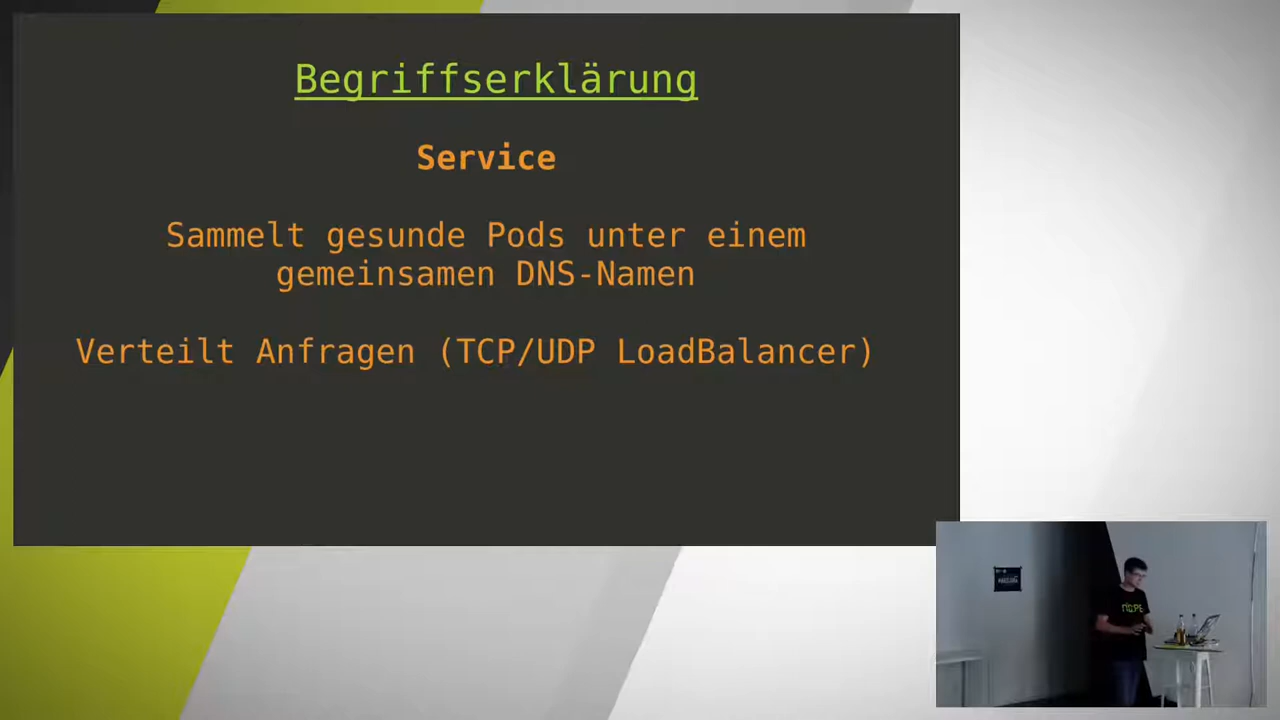 Begriffserklärung
Service
Sammelt gesunde Pods unter einem
gemeinsamen DNS-Namen
Verteilt Anfragen (TCP/UDP LoadBalancer)